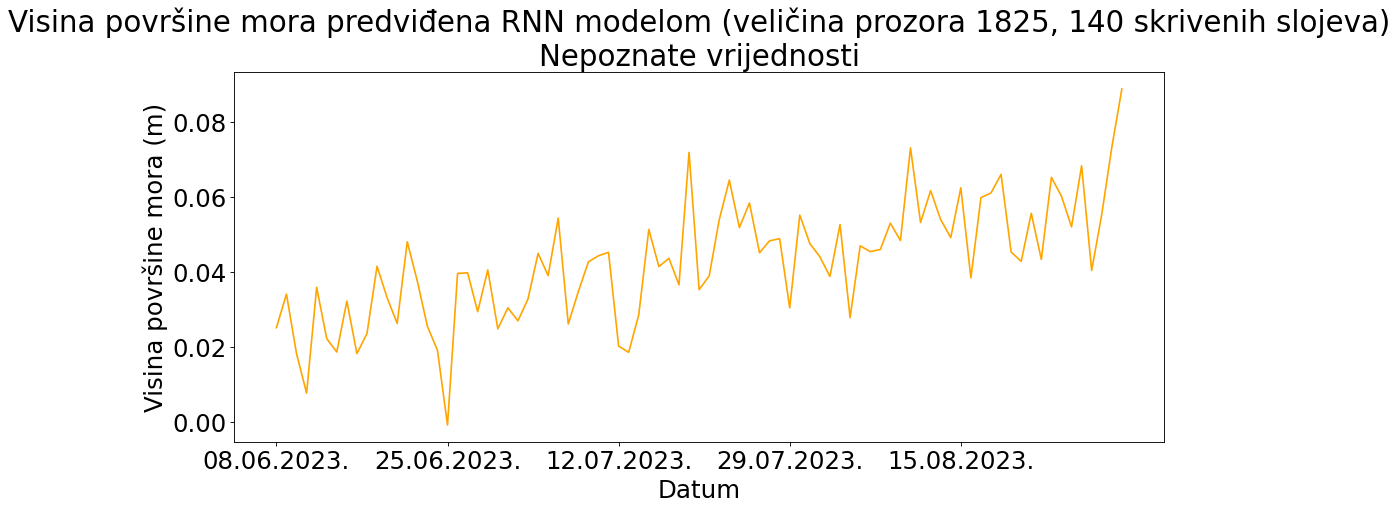 Visina površine mora predviđena RNN modelom (veličina prozora 1825, 140 skrivenih slojeva)
Nepoznate vrijednosti
Visina površine mora (m)
0.08
0.06
0.04
0.02
0.00
08.06.2023. 25.06.2023. 12.07.2023. 29.07.2023. 15.08.2023.
Datum